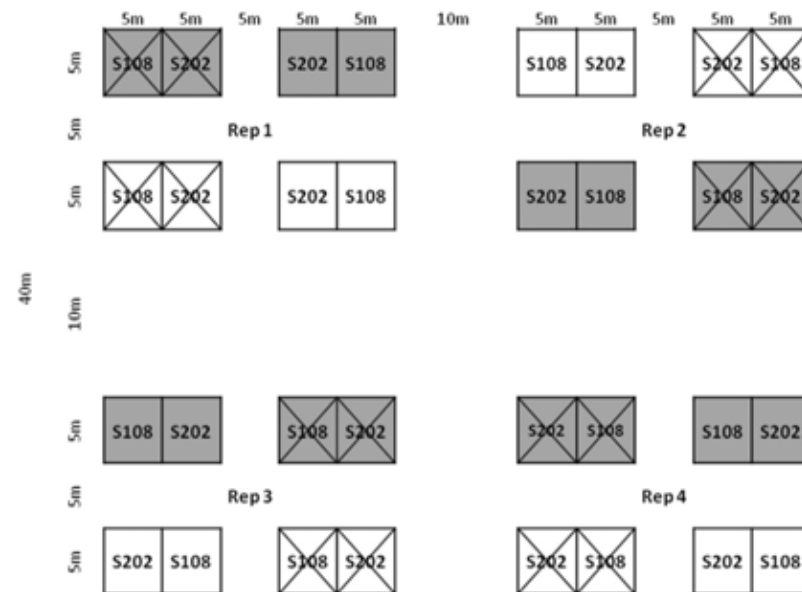 5m 5m 5m 5m 5m 10m 5m 5m 5m 5m 5m
5m S108 S202 S202 S108 S108 S202 S202 S108
5m Rep 1 Rep 2
5m S108 S202 S202 S108 S202 S108 S108 S202
40m
10m
5m S108 S202 S108 S202 S202 S108 S108 S202
5m Rep 3 Rep 4
5m S202 S108 S108 S202 S202 S108 S202 S108